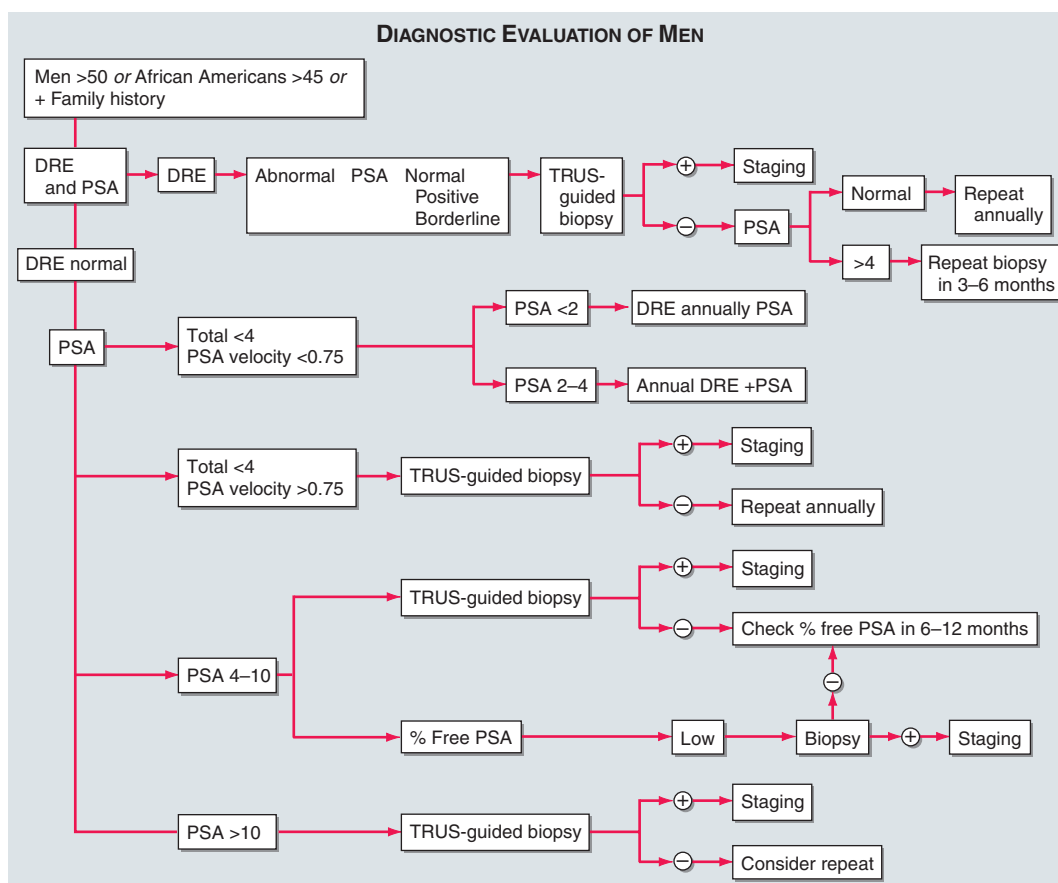 DIAGNOSTIC EVALUATION OF MEN
Men >50 or African Americans >45 or
+ Family history
DRE
and PSA
DRE
Abnormal PSA Normal
Positive
Borderline
TRUS-
guided
biopsy
+
Staging
−
PSA
Normal
Repeat
annually
>4
Repeat biopsy
in 3–6 months
DRE normal
PSA
Total <4
PSA velocity <0.75
PSA <2
DRE annually PSA
PSA 2–4
Annual DRE +PSA
Total <4
PSA velocity >0.75
TRUS-guided biopsy
+
Staging
−
Repeat annually
PSA 4–10
TRUS-guided biopsy
+
Staging
−
Check % free PSA in 6–12 months
−
% Free PSA
Low
Biopsy
+
Staging
PSA >10
TRUS-guided biopsy
+
Staging
−
Consider repeat